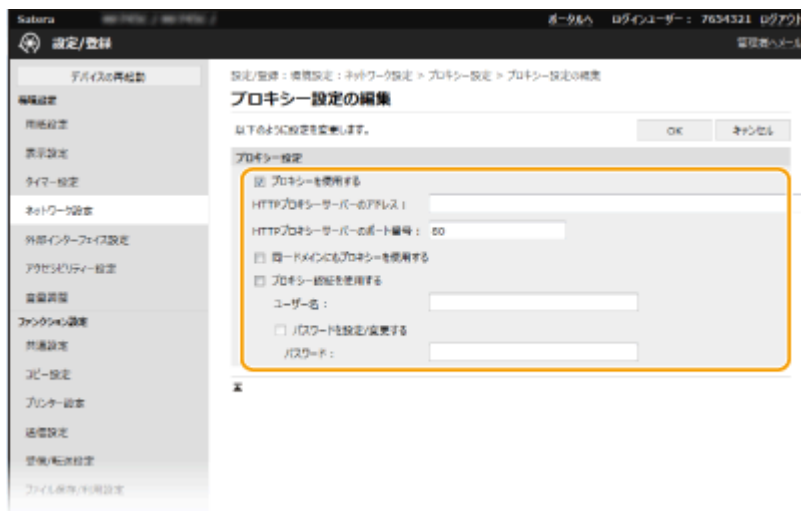 Satera
ポータルへ ログインユーザー： 7654321 ログアウト
設定/登録
管理者へメール
デバイスの再起動
環境設定
用紙設定
表示設定
タイマー設定
ネットワーク設定
外部インターフェイス設定
アクセシビリティー設定
音量調整
ファンクション設定
共通設定
コピー設定
プリンター設定
送信設定
受信/転送設定
ファイル保存/利用設定
設定/登録：環境設定：ネットワーク設定 > プロキシー設定 > プロキシー設定の編集
プロキシー設定の編集
以下のように設定を変更します。
OK キャンセル
プロキシー設定
プロキシーを使用する
HTTPプロキシーサーバーのアドレス：
HTTPプロキシーサーバーのポート番号： 80
同一ドメインにもプロキシーを使用する
プロキシー認証を使用する
ユーザー名：
パスワードを設定/変更する
パスワード：